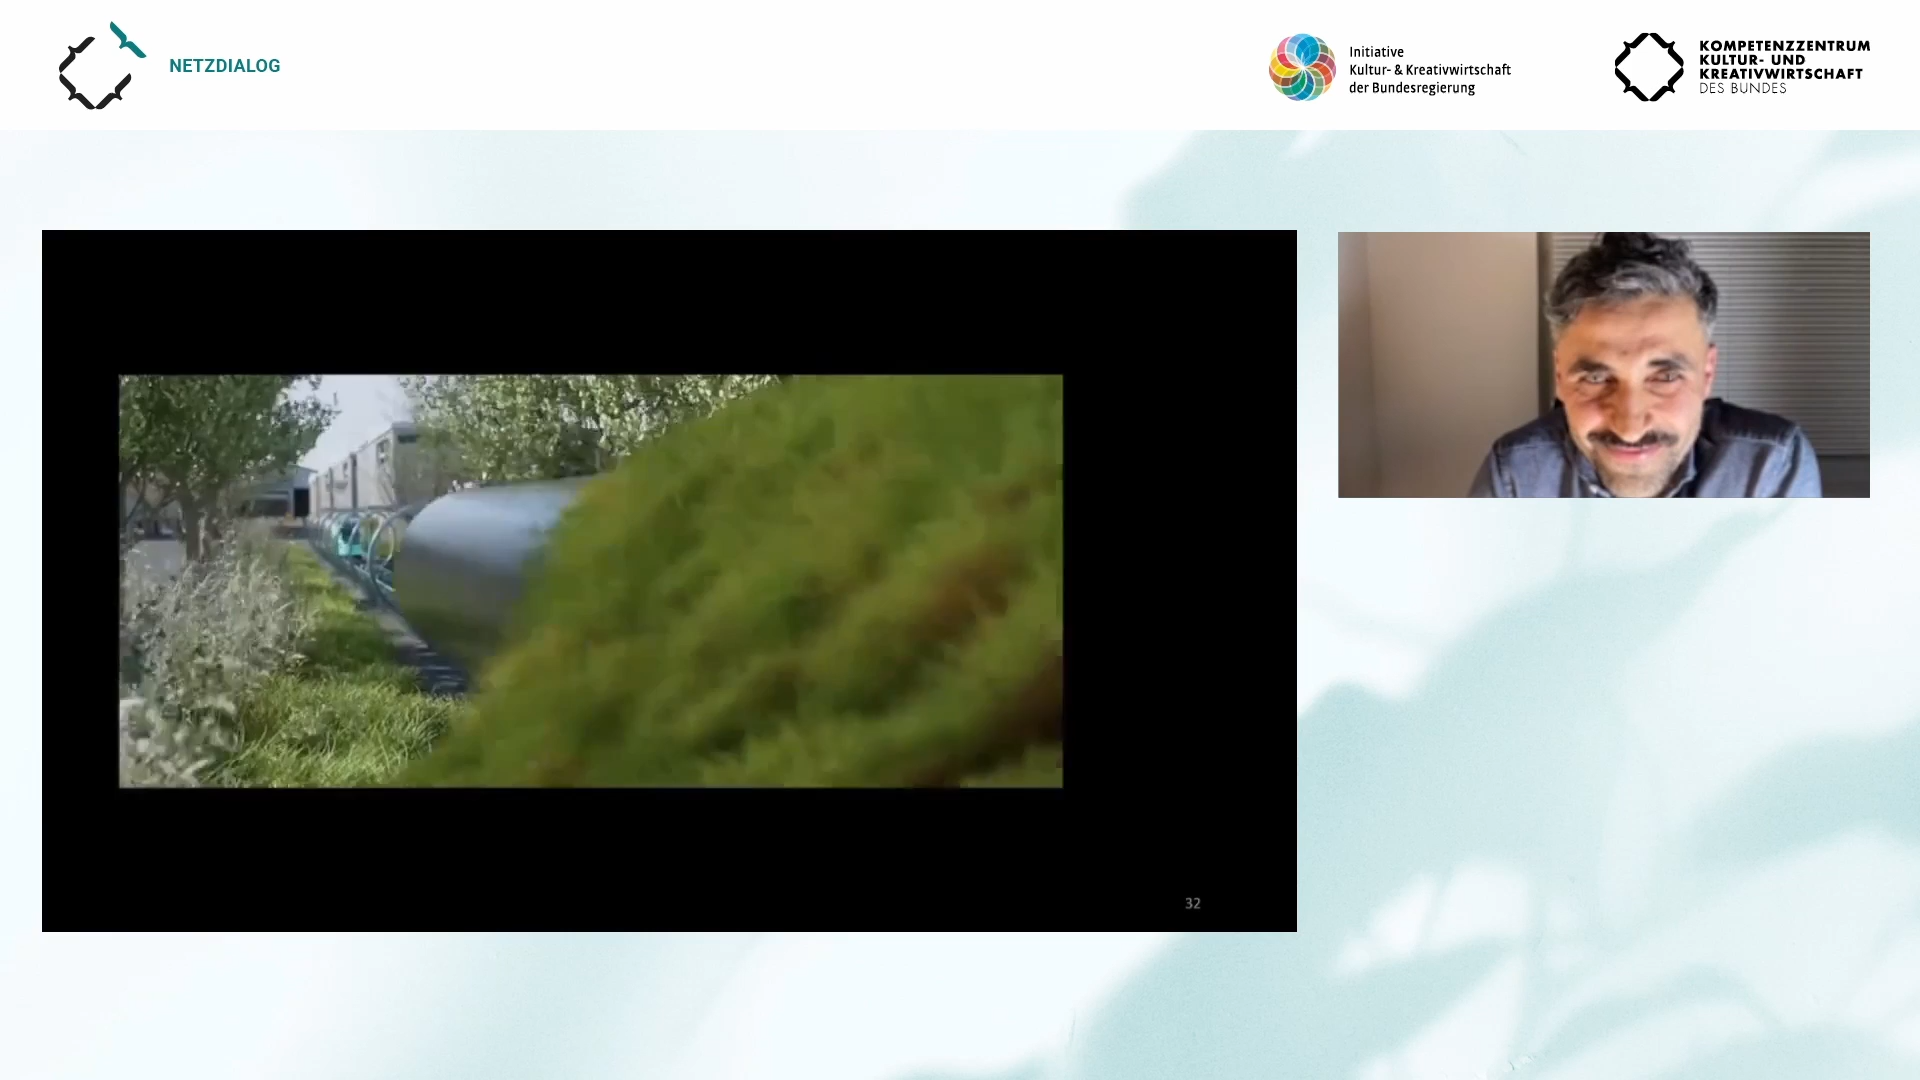 NETZDIALOG
Initiative
Kultur- & Kreativwirtschaft
der Bundesregierung
KOMPETENZZENTRUM
KULTUR- UND
KREATIVWIRTSCHAFT
DES BUNDES
32